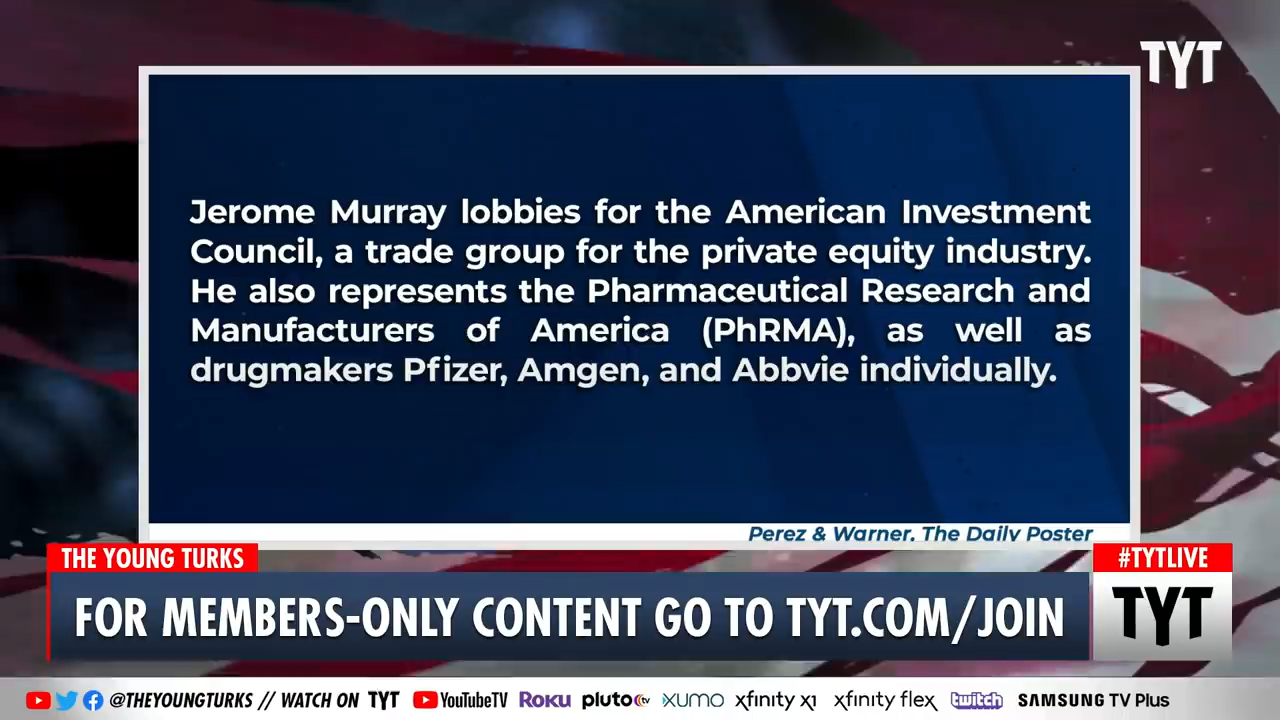 TYT
Jerome Murray lobbies for the American Investment
Council, a trade group for the private equity industry.
He also represents the Pharmaceutical Research and
Manufacturers of America (PhRMA), as well as
drugmakers Pfizer, Amgen, and Abbvie individually.
Perez & Warner, The Daily Poster
THE YOUNG TURKS
#TYTLIVE
FOR MEMBERS-ONLY CONTENT GO TO TYT.COM/JOIN
TYT
@THEYOUNGTURKS // WATCH ON TYT YouTubeTV ROKU pluto tv XUMO xfinity x1 xfinity flex twitch SAMSUNG TV Plus